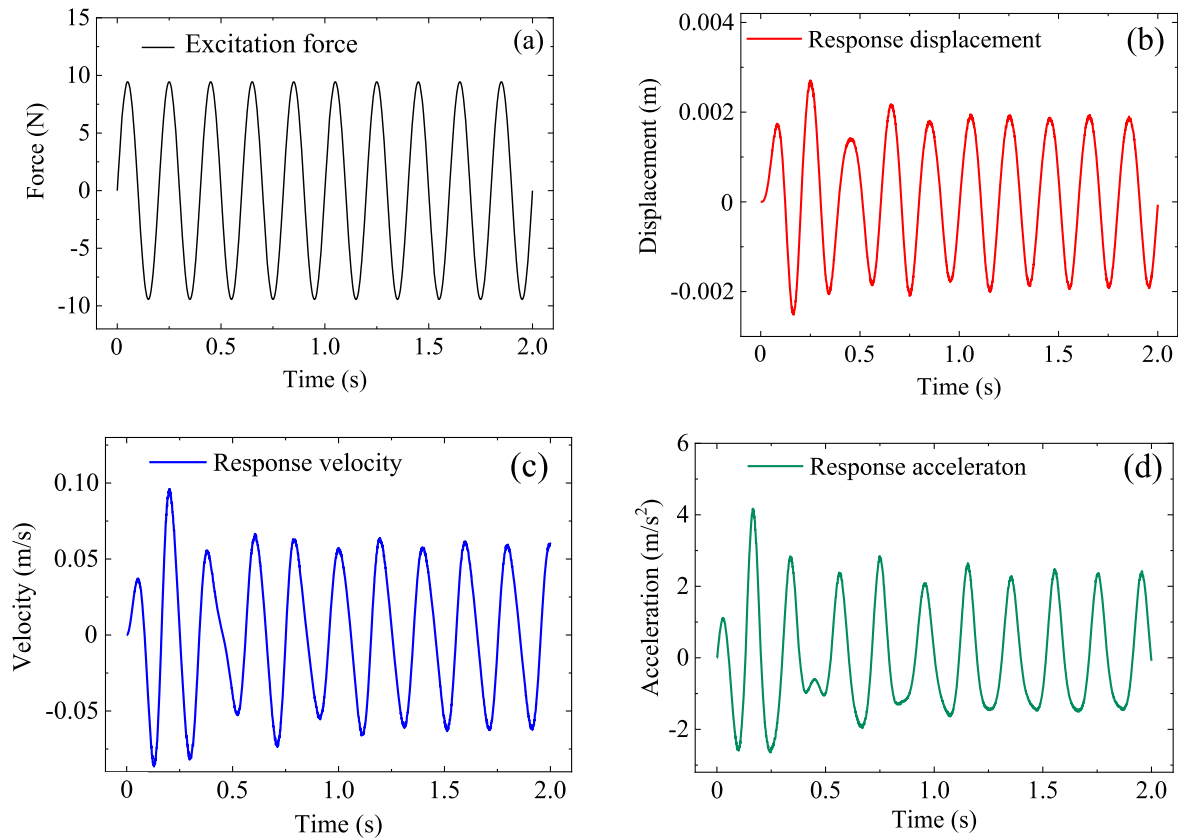 Excitation force
(a)
15
10
5
0
-5
-10
Force (N)
0
0.5
1.0
1.5
2.0
Time (s)
Response displacement
(b)
0.004
0.002
0
-0.002
Displacement (m)
0
0.5
1.0
1.5
2.0
Time (s)
Response velocity
(c)
0.10
0.05
0
-0.05
Velocity (m/s)
0
0.5
1.0
1.5
2.0
Time (s)
Response acceleraton
(d)
6
4
2
0
-2
Acceleration (m/s²)
0
0.5
1.0
1.5
2.0
Time (s)